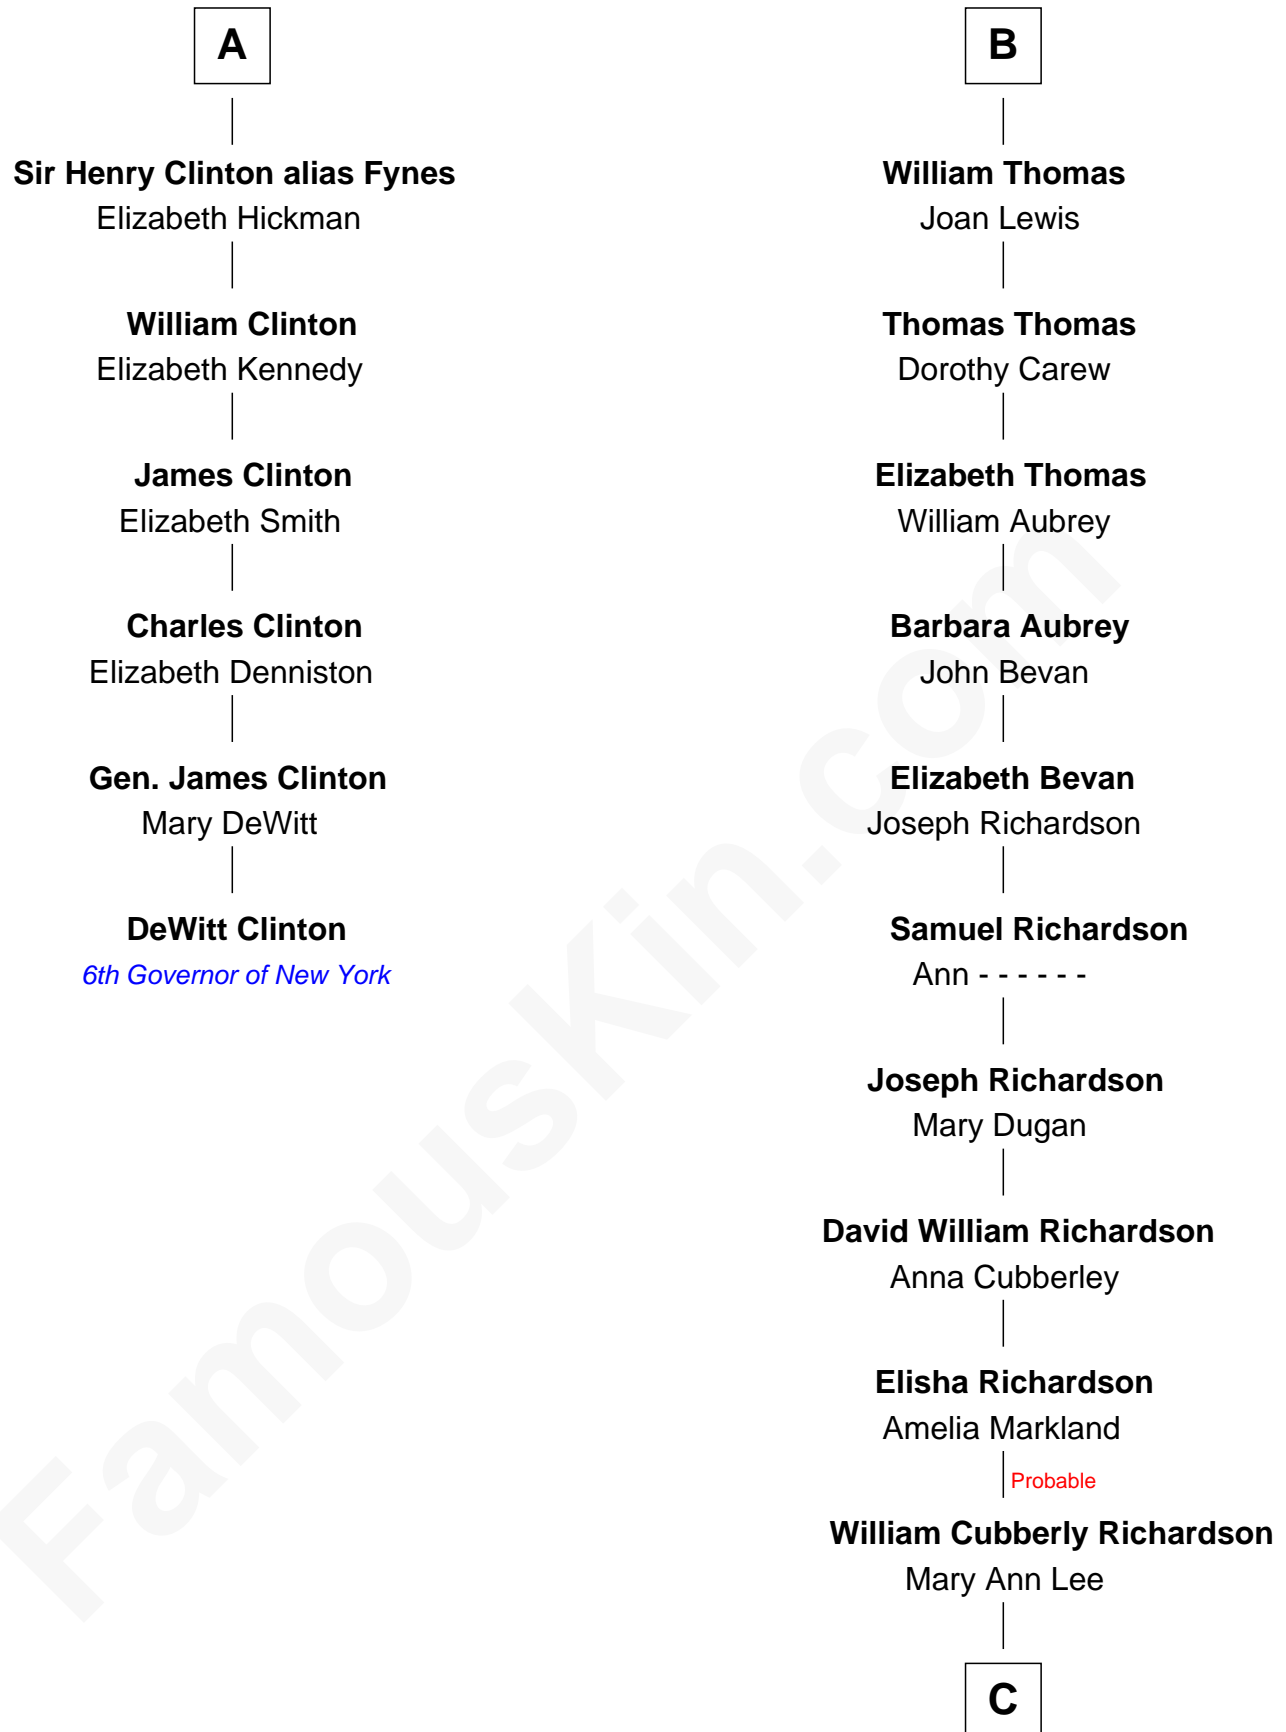 A
Sir Henry Clinton alias Fynes
Elizabeth Hickman
William Clinton
Elizabeth Kennedy
James Clinton
Elizabeth Smith
Charles Clinton
Elizabeth Denniston
Gen. James Clinton
Mary DeWitt
DeWitt Clinton
6th Governor of New York
B
William Thomas
Joan Lewis
Thomas Thomas
Dorothy Carew
Elizabeth Thomas
William Aubrey
Barbara Aubrey
John Bevan
Elizabeth Bevan
Joseph Richardson
Samuel Richardson
Ann - - - - - -
Joseph Richardson
Mary Dugan
David William Richardson
Anna Cubberley
Elisha Richardson
Amelia Markland
Probable
William Cubberly Richardson
Mary Ann Lee
C
FamousKin.com